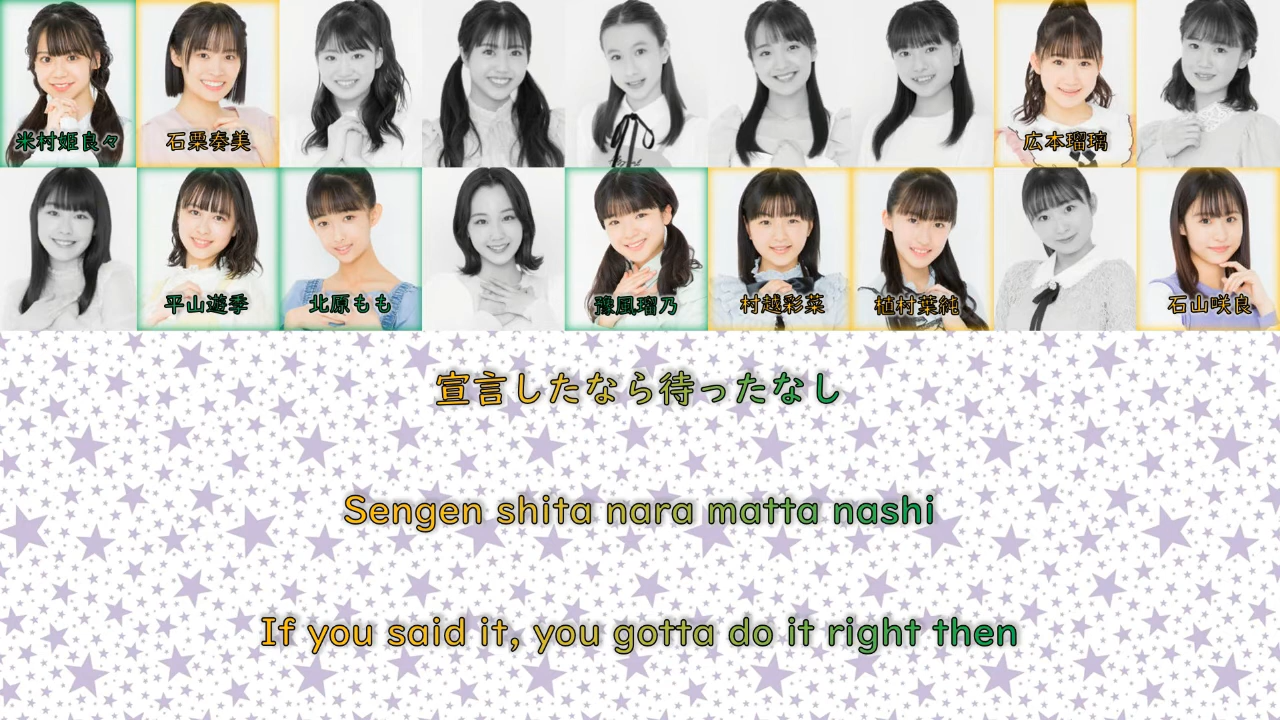 米村姫良々 石栗奏美 広本瑠璃
平山遊季 北原もも 豫風瑠乃 村越彩菜 植村葉純 石山咲良
宣言したなら待ったなし
Sengen shita nara matta nashi
If you said it, you gotta do it right then